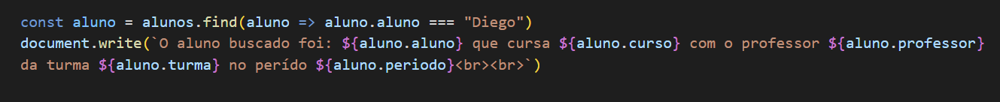 const aluno = alunos.find(aluno => aluno.aluno === "Diego")
document.write(`O aluno buscado foi: ${aluno.aluno} que cursa ${aluno.curso} com o professor ${aluno.professor}
da turma ${aluno.turma} no perído ${aluno.periodo}<br><br>`)